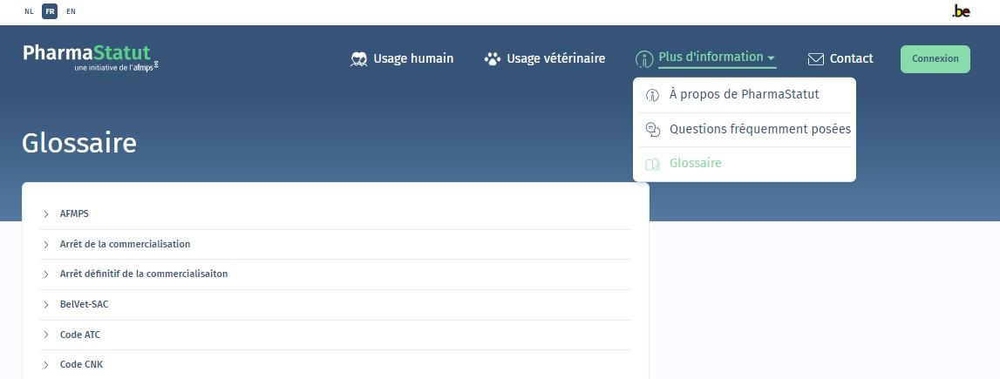 NL FR EN
.be
PharmaStatut
une initiative de l'afmps
Usage humain
Usage vétérinaire
Plus d'information
Contact
Connexion
À propos de PharmaStatut
Questions fréquemment posées
Glossaire
Glossaire
AFMPS
Arrêt de la commercialisation
Arrêt définitif de la commercialisaiton
BelVet-SAC
Code ATC
Code CNK